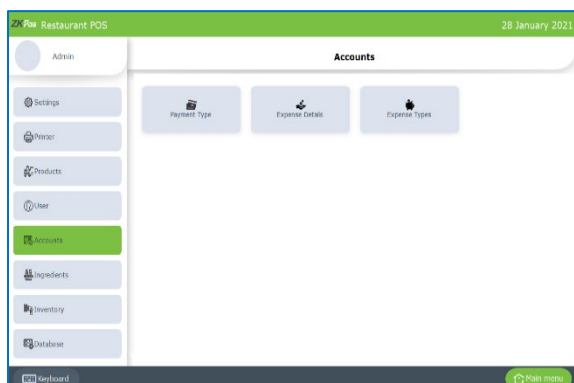 ZKPos Restaurant POS
28 January 2021
Admin
Accounts
Settings
Printer
Products
User
Accounts
Ingredients
Inventory
Database
Payment Type
Expense Details
Expense Types
Keyboard
Main menu